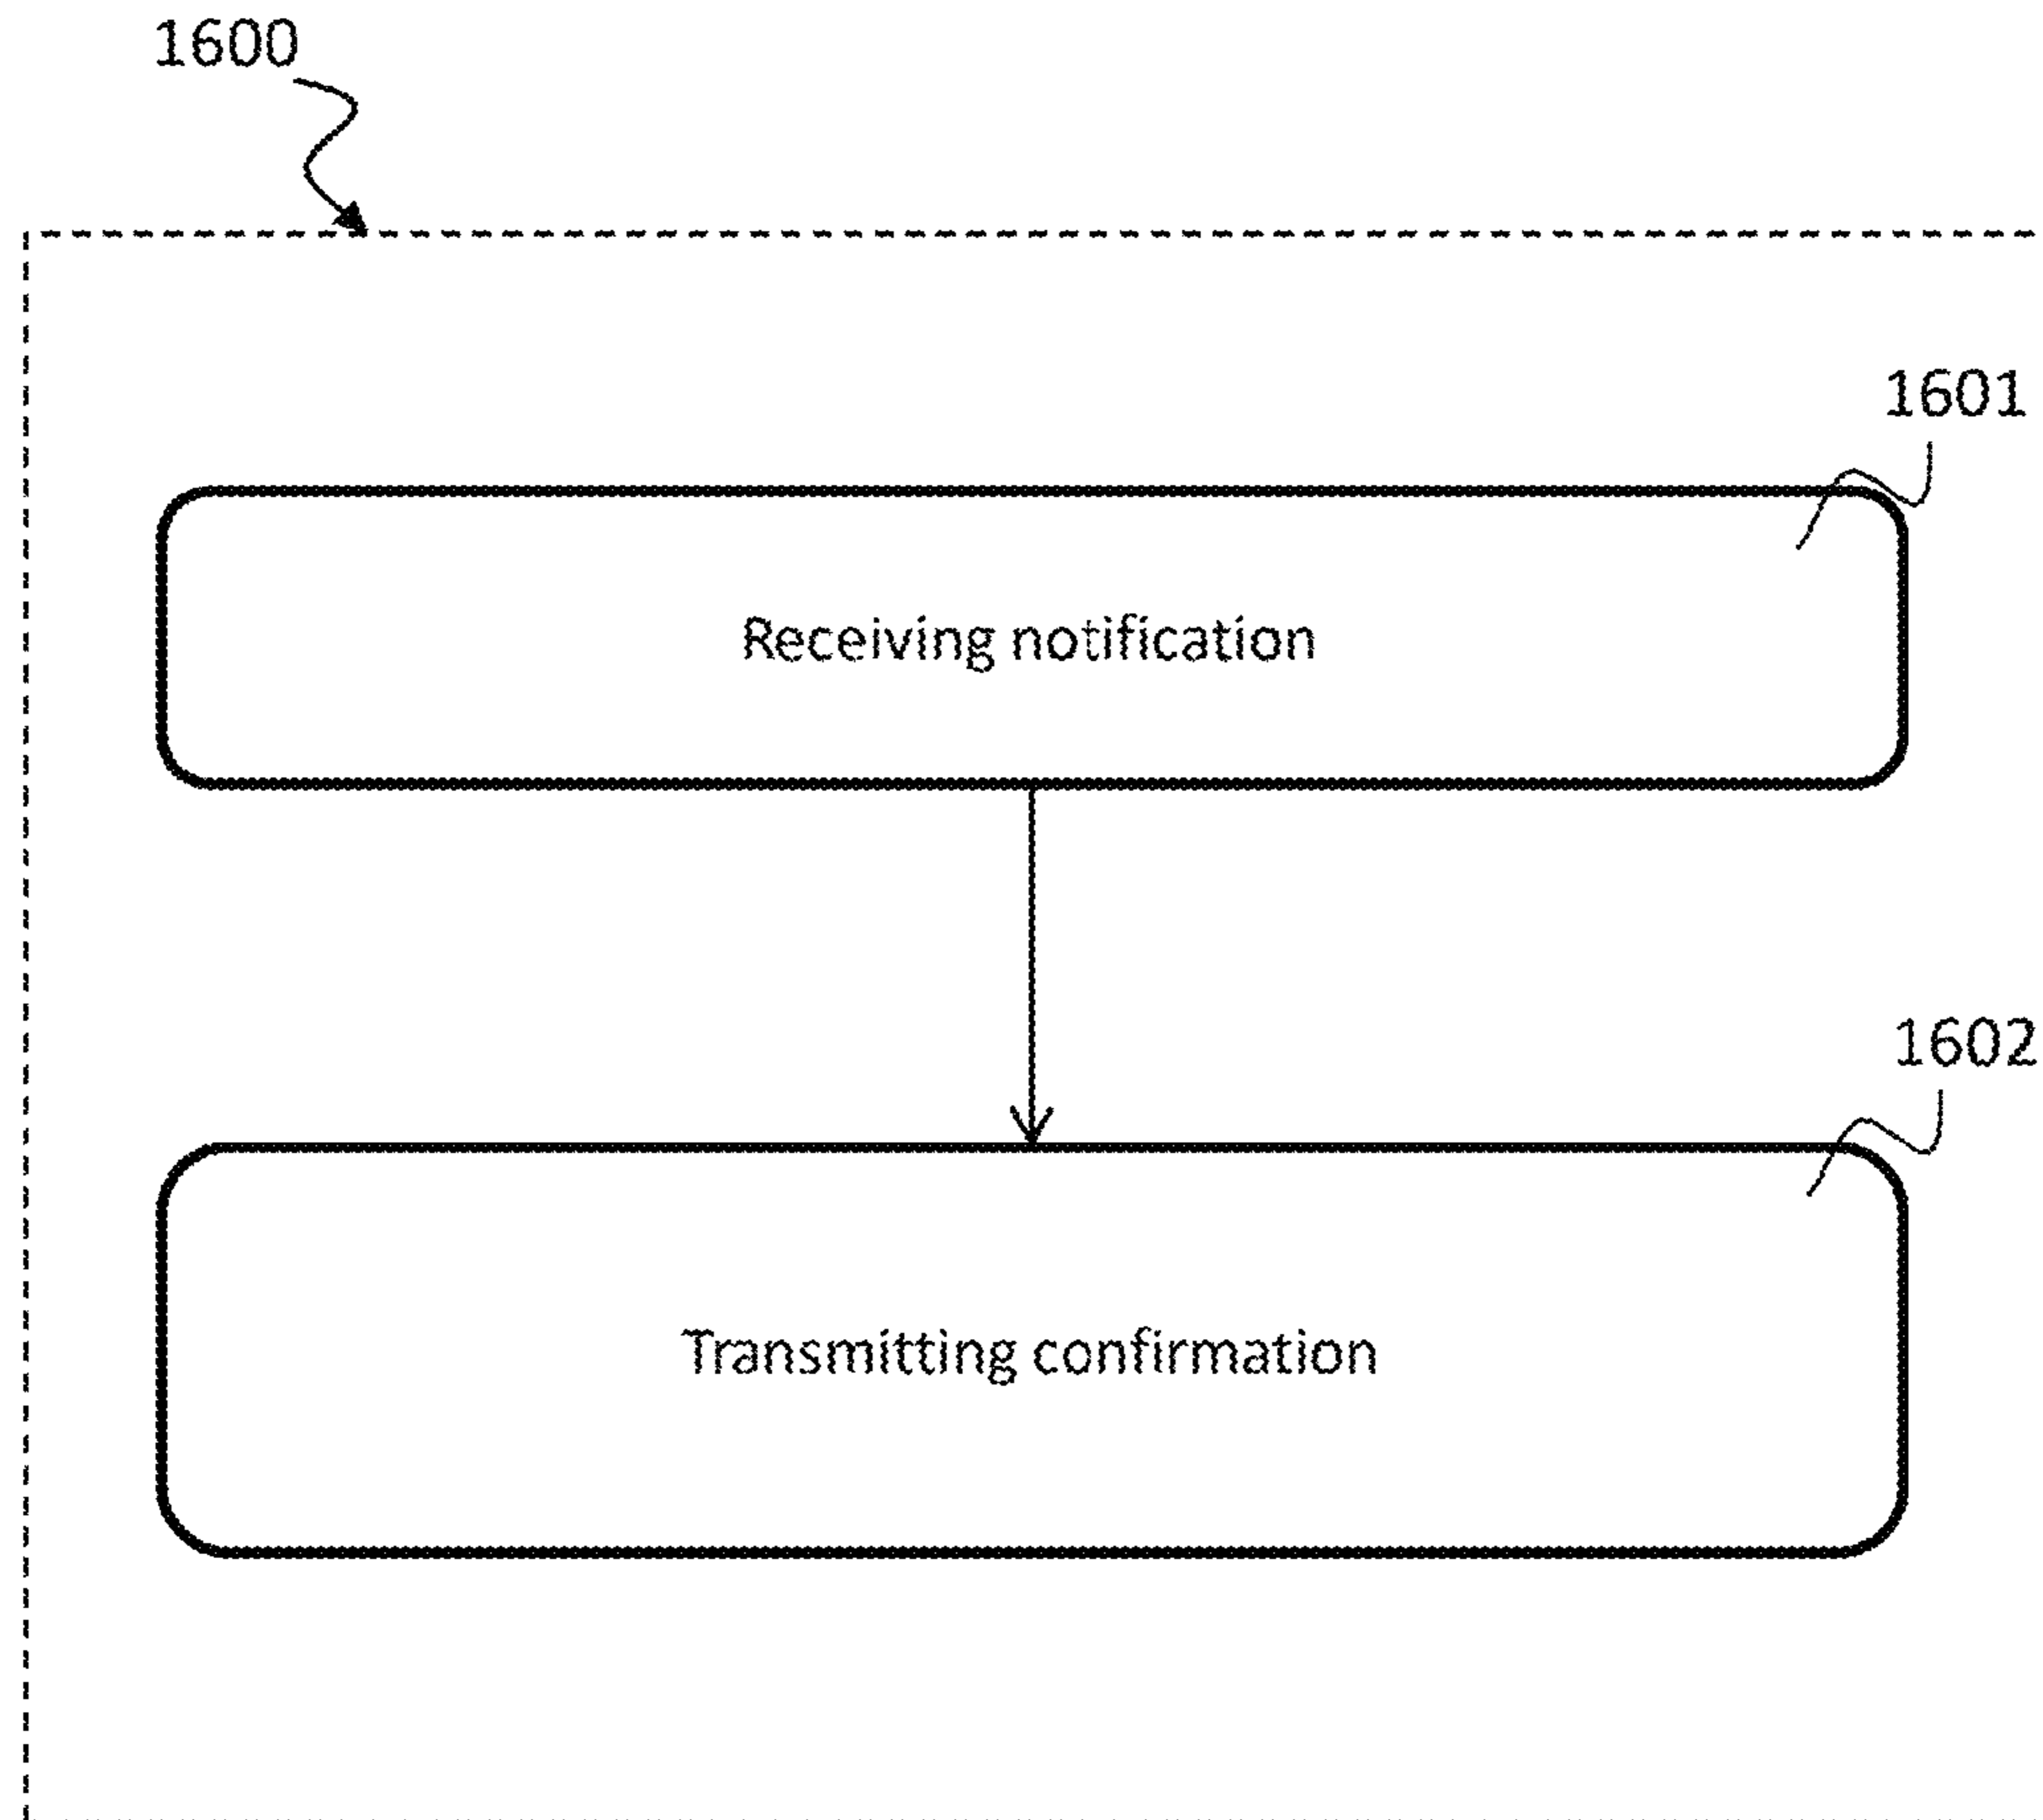 1600
1601
Receiving notification
1602
Transmitting confirmation